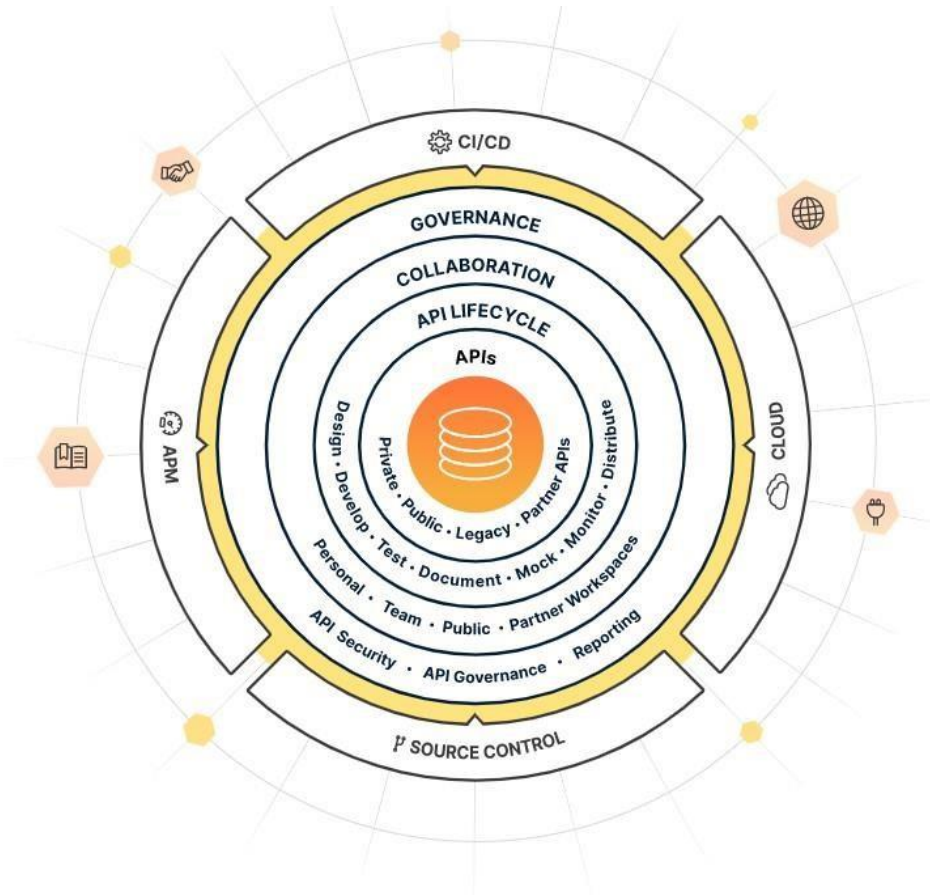 CI/CD
GOVERNANCE
COLLABORATION
API LIFECYCLE
APIs
APM
CLOUD
Private • Public • Legacy • Partner APIs
Design • Develop • Test • Document • Mock • Monitor • Distribute
Personal • Team • Public • Partner Workspaces
API Security • API Governance • Reporting
SOURCE CONTROL